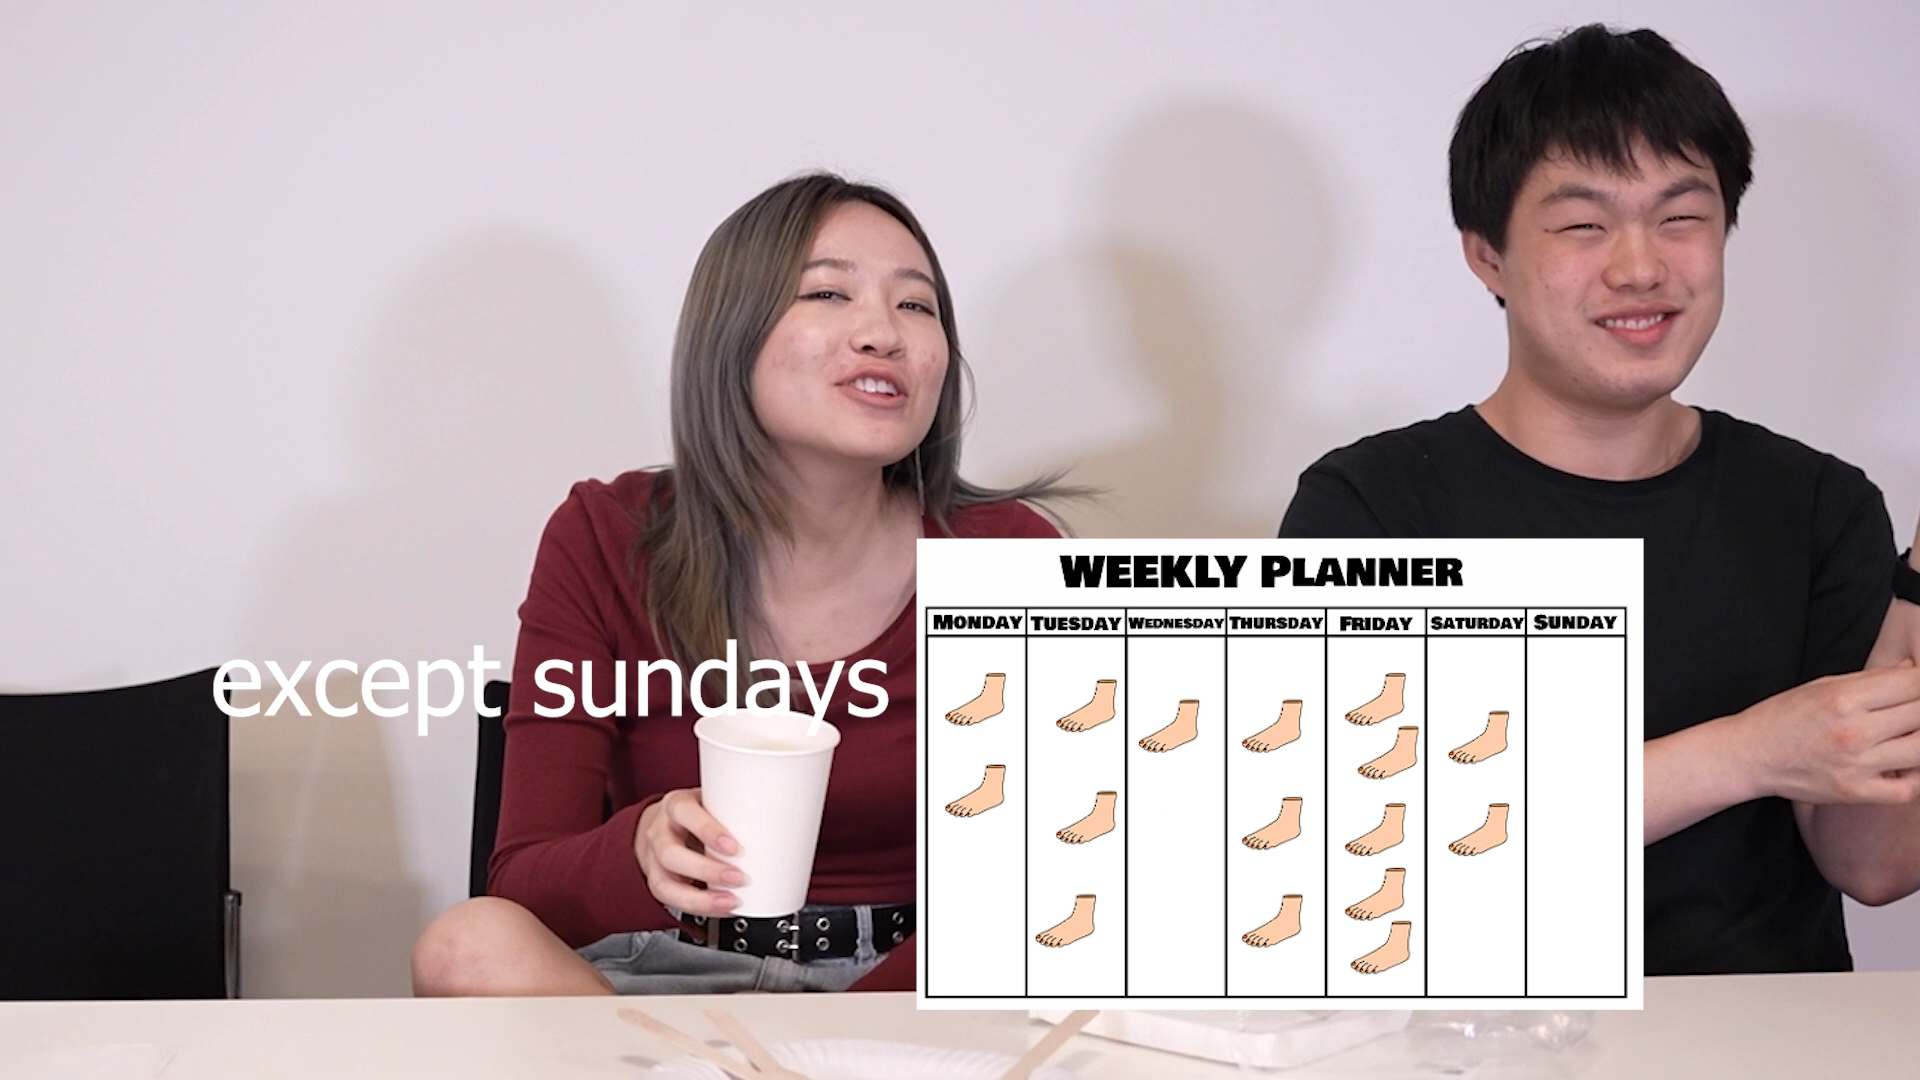 WEEKLY PLANNER
MONDAY TUESDAY WEDNESDAY THURSDAY FRIDAY SATURDAY SUNDAY
except sundays